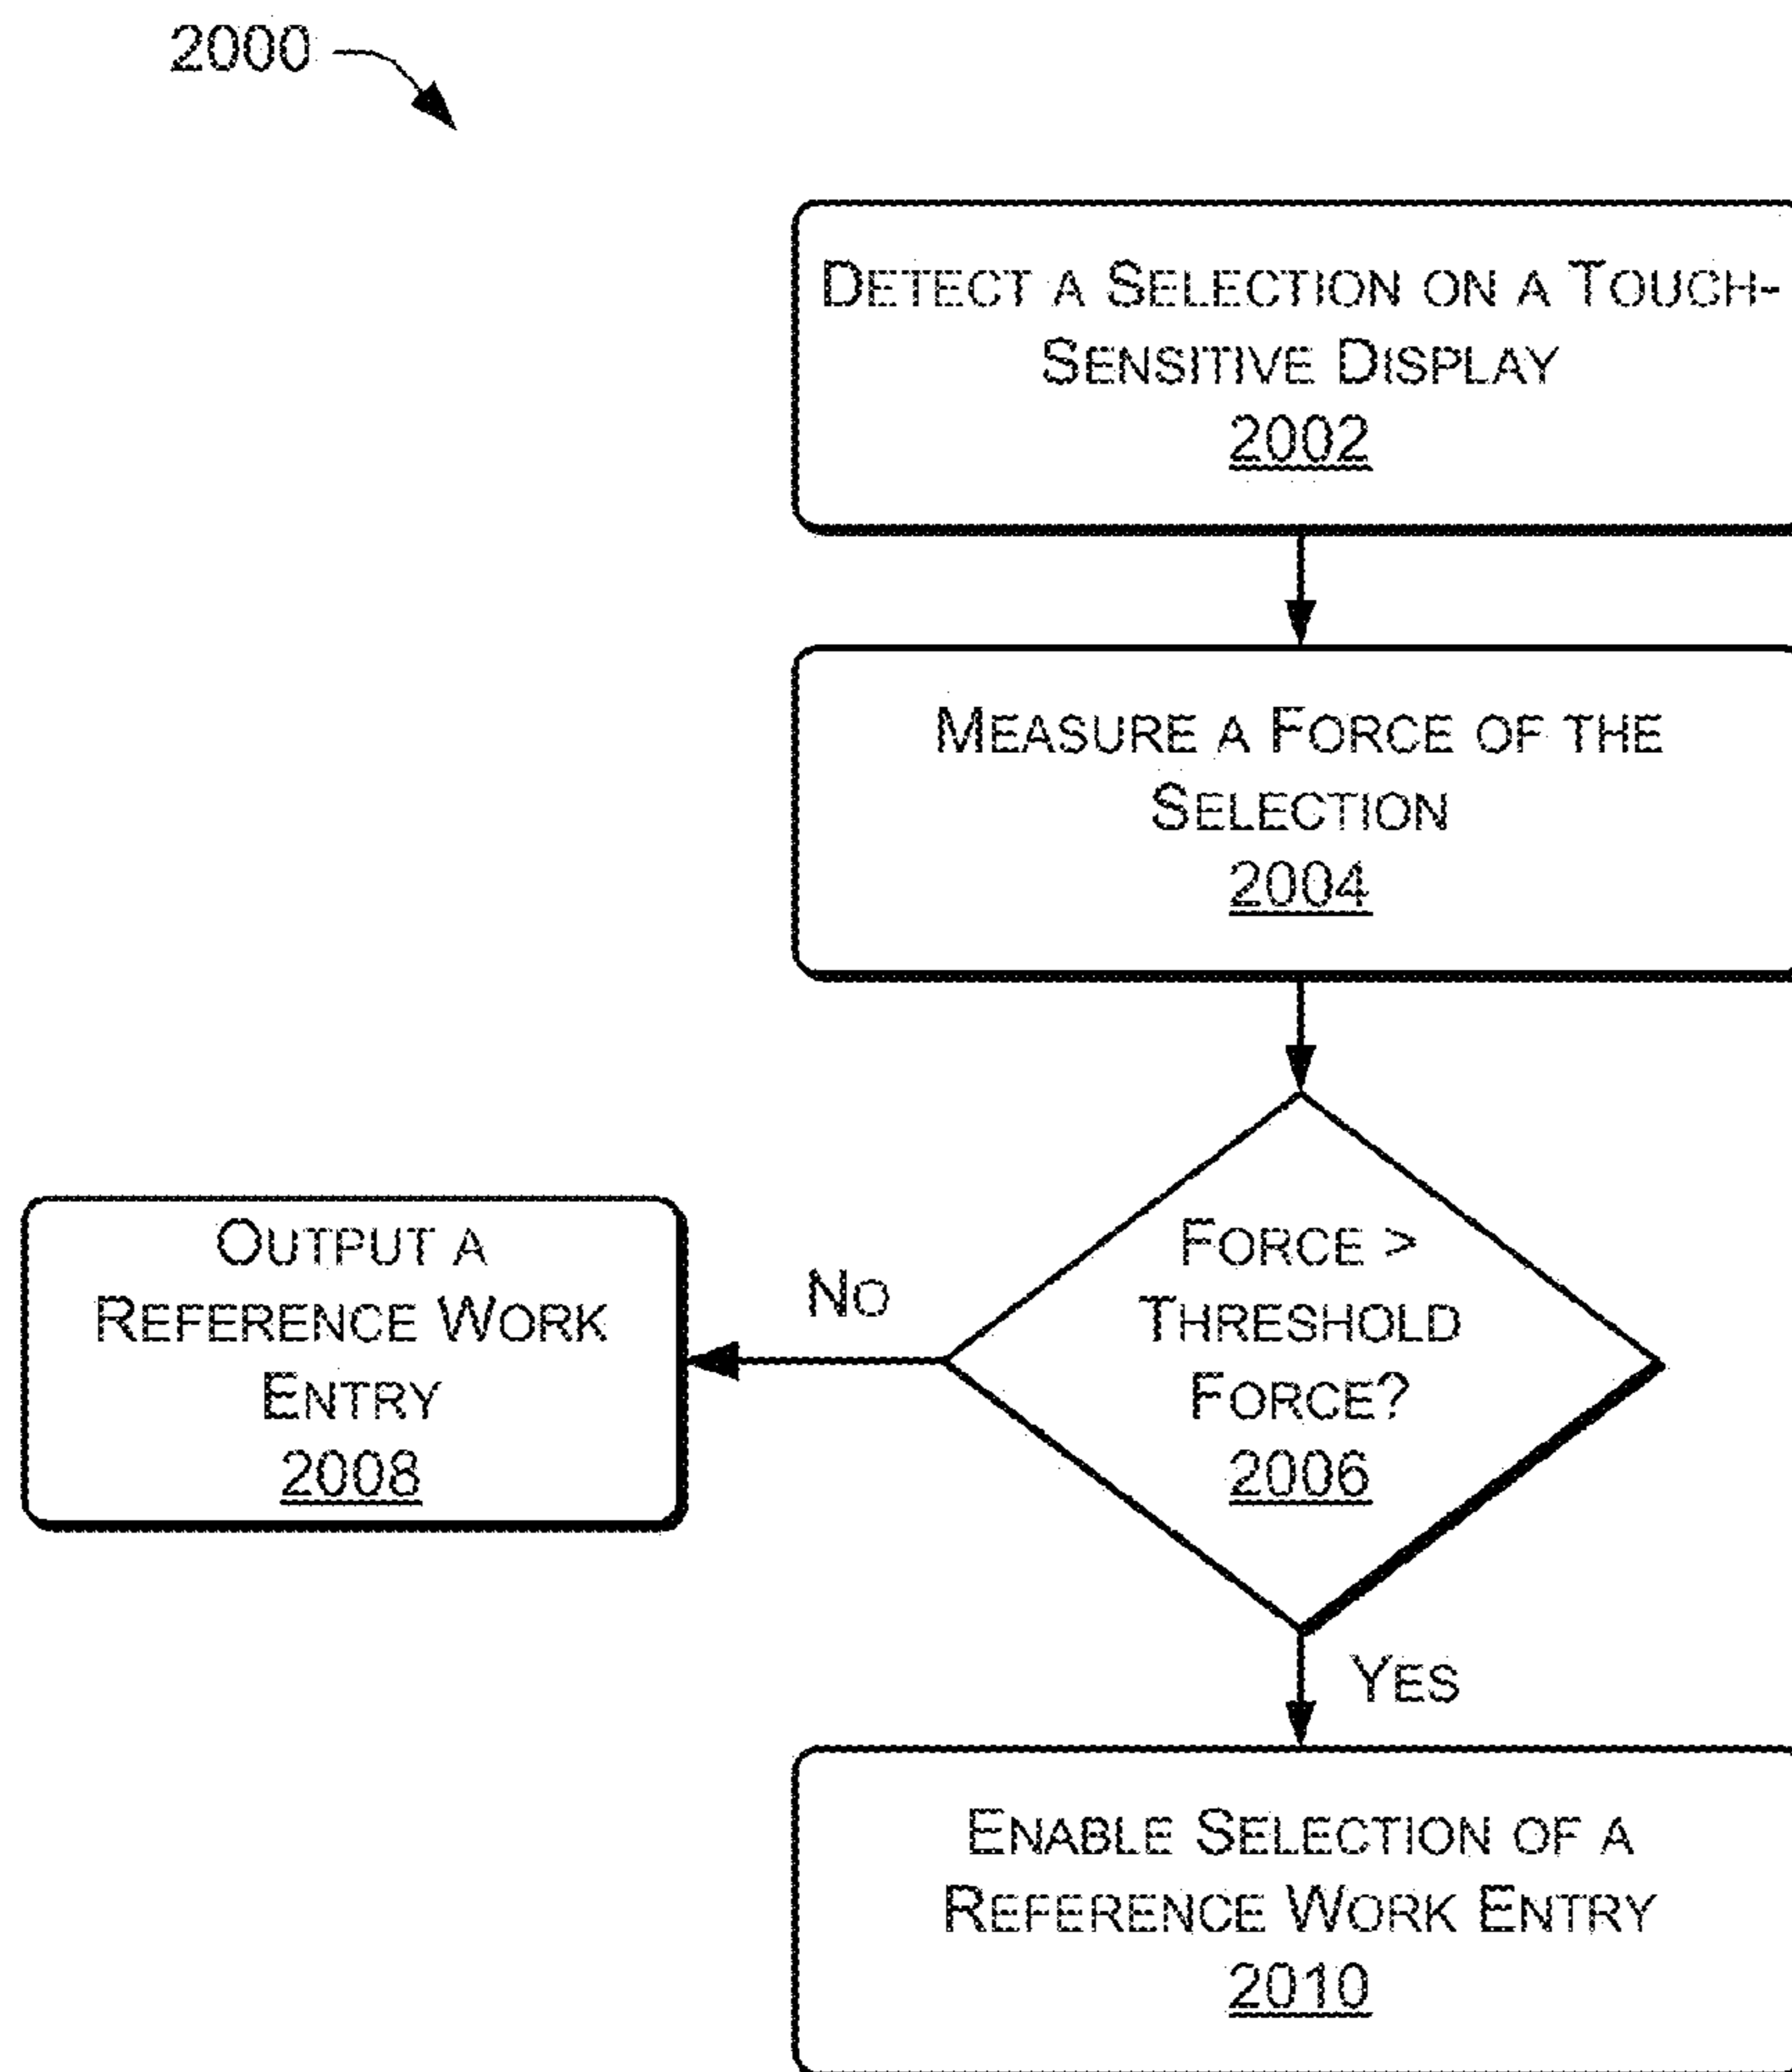 2000
DETECT A SELECTION ON A TOUCH-
SENSITIVE DISPLAY
2002
MEASURE A FORCE OF THE
SELECTION
2004
FORCE >
THRESHOLD
FORCE?
2006
NO
OUTPUT A
REFERENCE WORK
ENTRY
2008
YES
ENABLE SELECTION OF A
REFERENCE WORK ENTRY
2010